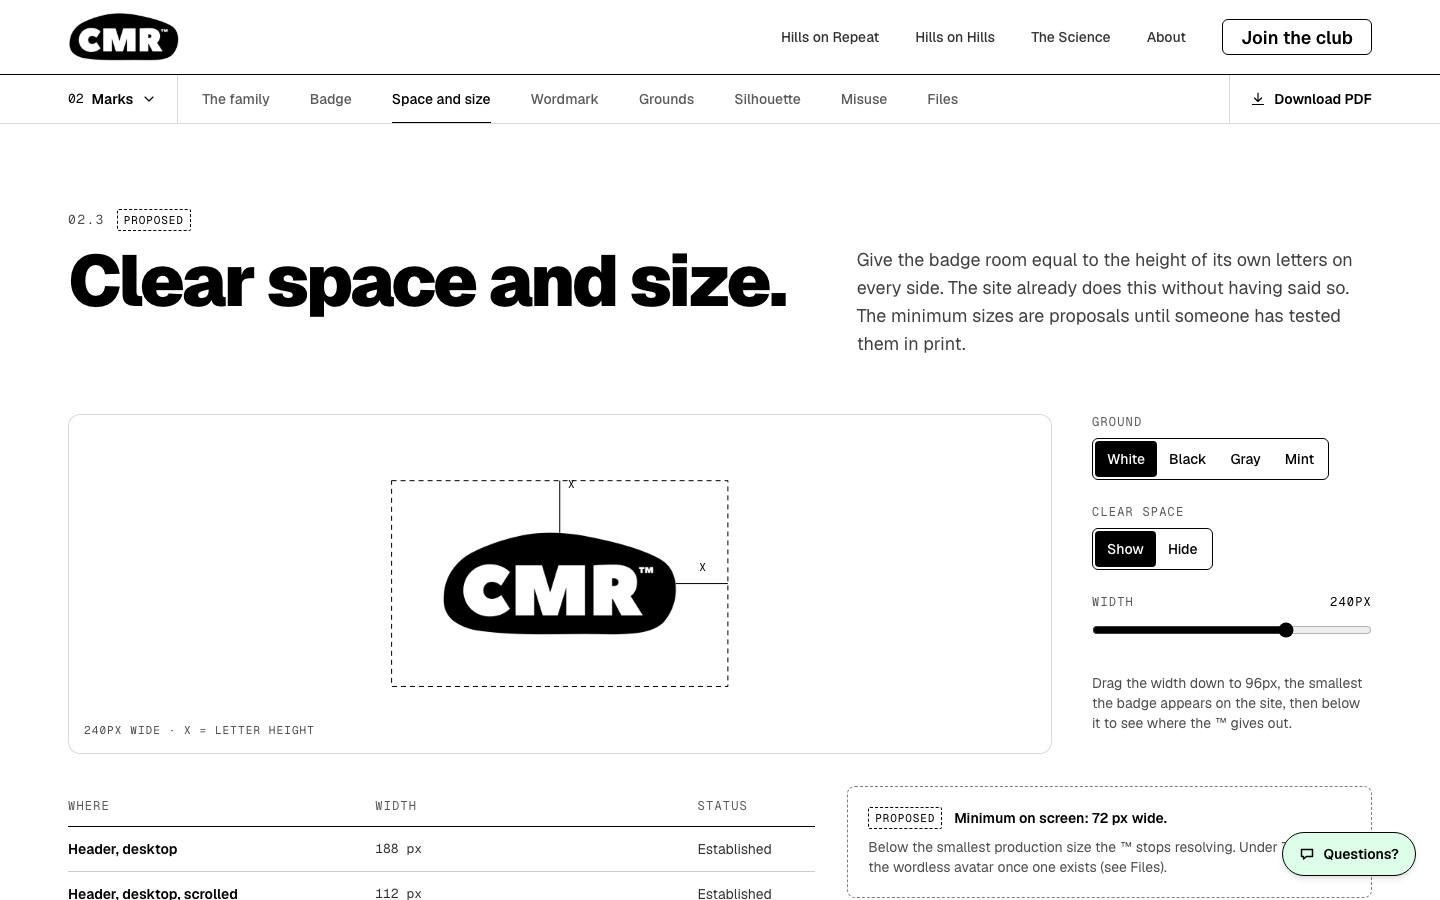 CMR™
Hills on Repeat
Hills on Hills
The Science
About
Join the club
02 Marks
The family
Badge
Space and size
Wordmark
Grounds
Silhouette
Misuse
Files
Download PDF
02.3 PROPOSED
Clear space and size.
Give the badge room equal to the height of its own letters on
every side. The site already does this without having said so.
The minimum sizes are proposals until someone has tested
them in print.
X
CMR™
X
240PX WIDE · X = LETTER HEIGHT
GROUND
White Black Gray Mint
CLEAR SPACE
Show Hide
WIDTH 240PX
Drag the width down to 96px, the smallest
the badge appears on the site, then below
it to see where the ™ gives out.
WHERE WIDTH STATUS
Header, desktop 188 px Established
Header, desktop, scrolled 112 px Established
PROPOSED Minimum on screen: 72 px wide.
Below the smallest production size the ™ stops resolving. Under
the wordless avatar once one exists (see Files).
Questions?